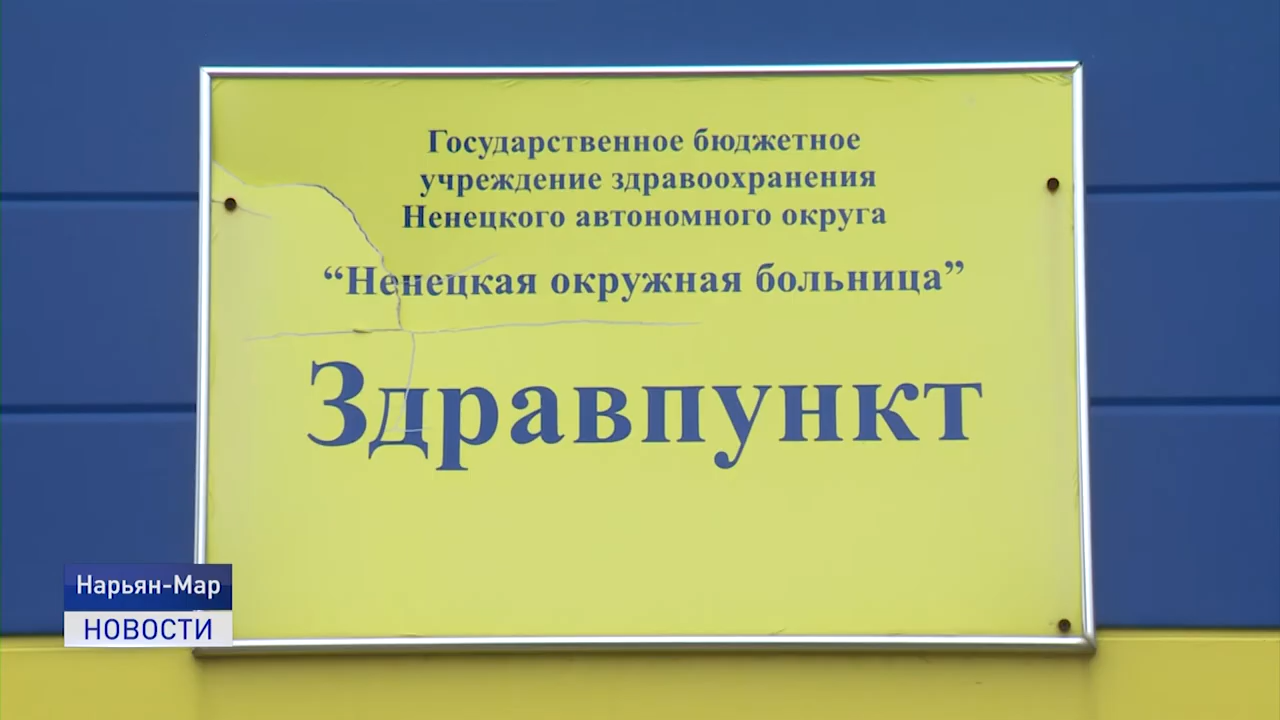 Государственное бюджетное
учреждение здравоохранения
Ненецкого автономного округа
“Ненецкая окружная больница”
Здравпункт
Нарьян-Мар
НОВОСТИ